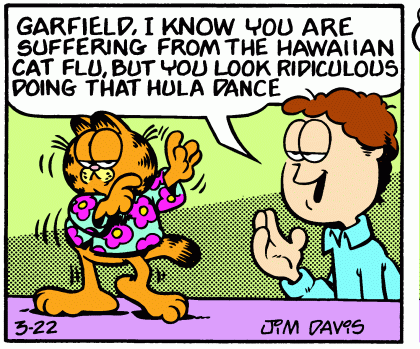 GARFIELD, I KNOW YOU ARE
SUFFERING FROM THE HAWAIIAN
CAT FLU, BUT YOU LOOK RIDICULOUS
DOING THAT HULA DANCE
3-22
JIM DAVIS